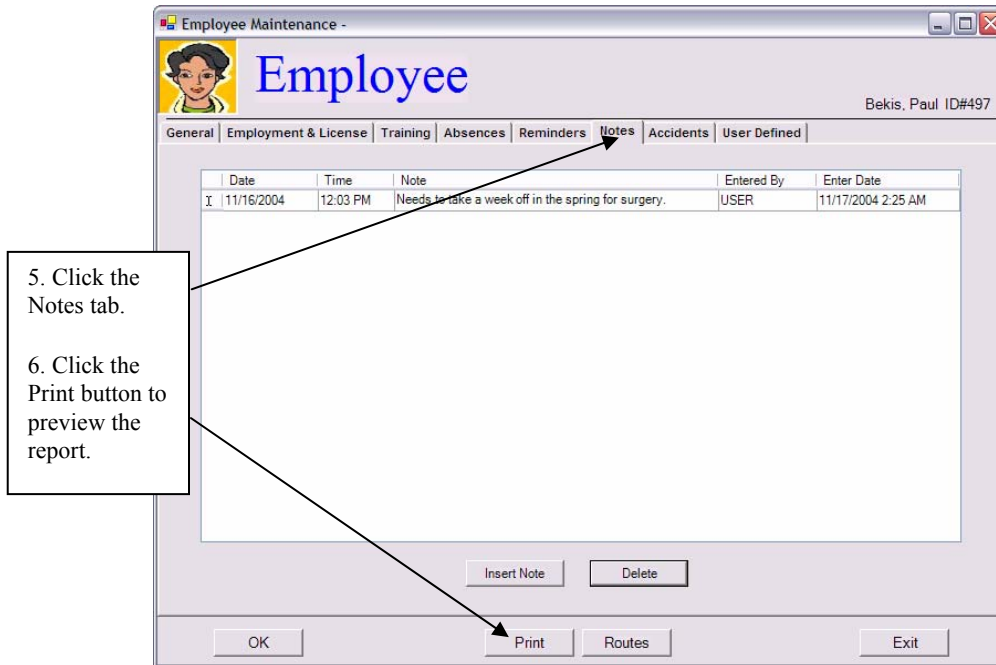 Employee Maintenance -
Employee
Bekis, Paul ID#497
General Employment & License Training Absences Reminders Notes Accidents User Defined
Date Time Note Entered By Enter Date
11/16/2004 12:03 PM Needs to take a week off in the spring for surgery. USER 11/17/2004 2:25 AM
5. Click the
Notes tab.
6. Click the
Print button to
preview the
report.
Insert Note Delete
OK Print Routes Exit